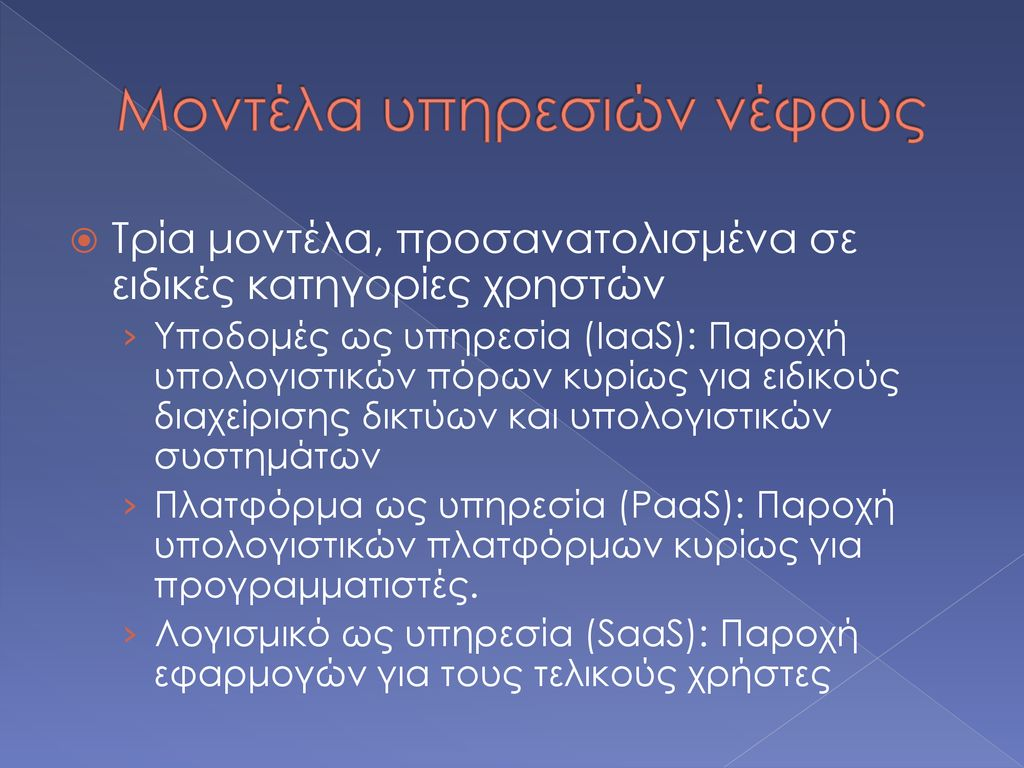 Μοντέλα υπηρεσιών νέφους
Τρία μοντέλα, προσανατολισμένα σε
ειδικές κατηγορίες χρηστών
Υποδομές ως υπηρεσία (IaaS): Παροχή
υπολογιστικών πόρων κυρίως για ειδικούς
διαχείρισης δικτύων και υπολογιστικών
συστημάτων
Πλατφόρμα ως υπηρεσία (PaaS): Παροχή
υπολογιστικών πλατφόρμων κυρίως για
προγραμματιστές.
Λογισμικό ως υπηρεσία (SaaS): Παροχή
εφαρμογών για τους τελικούς χρήστες